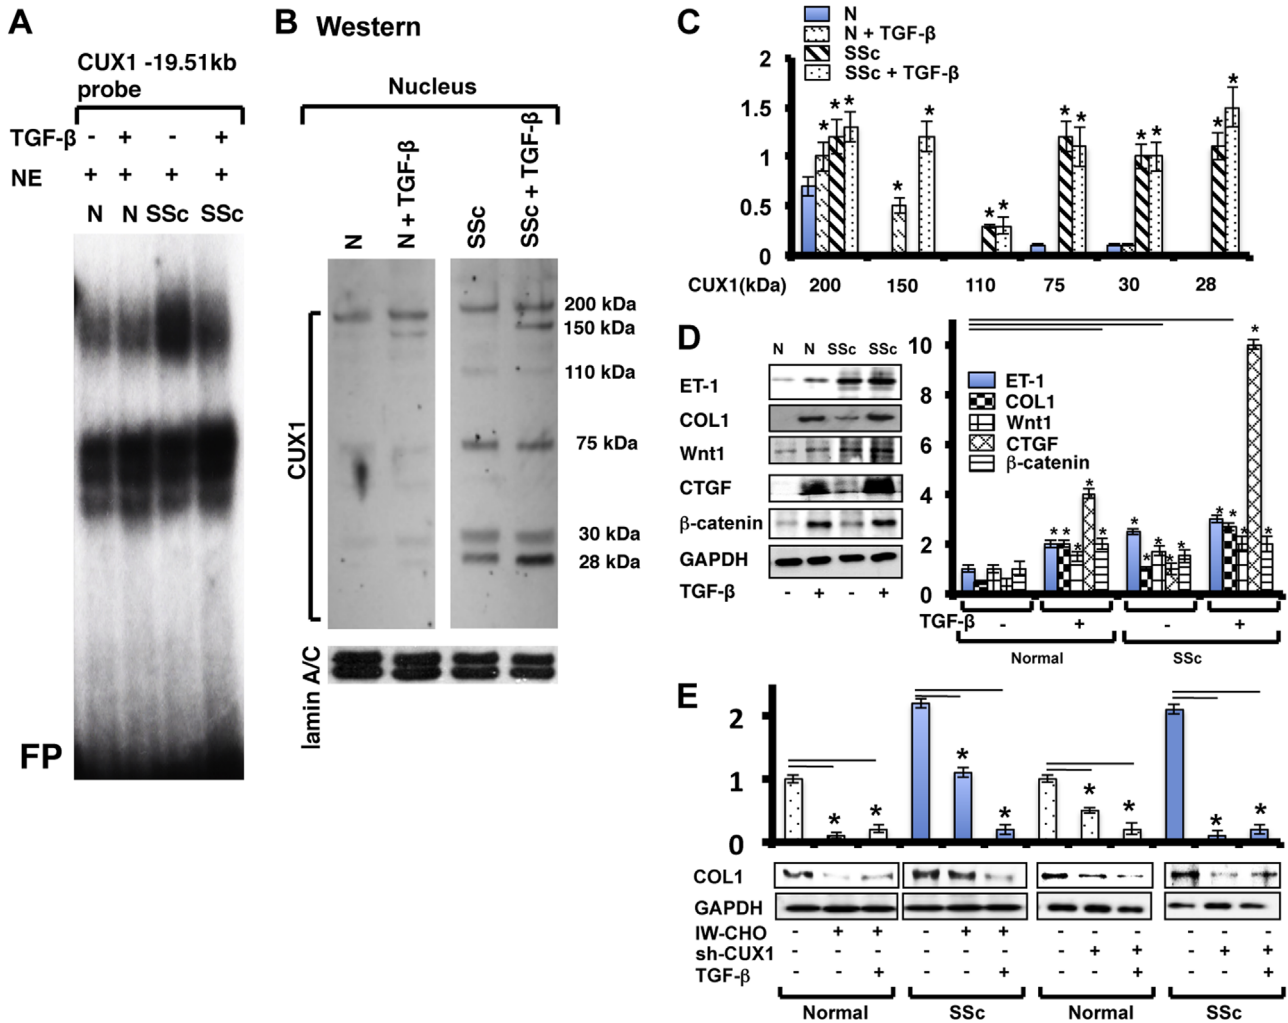 A
CUX1 -19.51kb
probe
TGF-β - + - +
NE + + + +
N N SSc SSc
FP
B Western
Nucleus
N
N + TGF-β
SSc
SSc + TGF-β
200 kDa
150 kDa
110 kDa
75 kDa
30 kDa
28 kDa
CUX1
lamin A/C
C
N
N + TGF-β
SSc
SSc + TGF-β
2
1.5
1
0.5
0
* * * * * * * * * * * * *
CUX1(kDa) 200 150 110 75 30 28
D
N N SSc SSc
ET-1
COL1
Wnt1
CTGF
β-catenin
GAPDH
TGF-β - + - +
10
8
6
4
2
0
ET-1
COL1
Wnt1
CTGF
β-catenin
* * * * * * * * * * * * * * *
TGF-β - + - +
Normal SSc
E
2
1
0
* * * * * * * *
COL1
GAPDH
IW-CHO - + + - + + - - - - - -
sh-CUX1 - - - - - - - + + - + +
TGF-β - - + - - + - - + - - +
Normal SSc Normal SSc